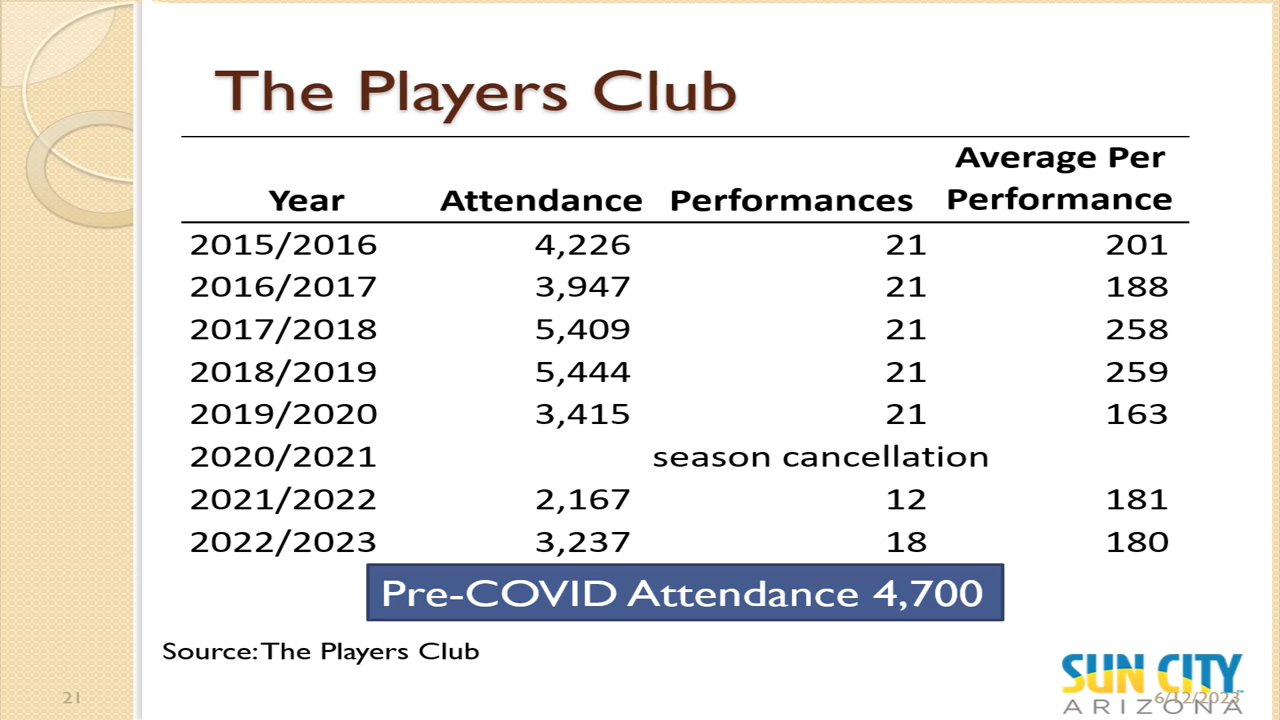 The Players Club
Average Per
Year Attendance Performances Performance
2015/2016 4,226 21 201
2016/2017 3,947 21 188
2017/2018 5,409 21 258
2018/2019 5,444 21 259
2019/2020 3,415 21 163
2020/2021 season cancellation
2021/2022 2,167 12 181
2022/2023 3,237 18 180
Pre-COVID Attendance 4,700
Source: The Players Club
SUN CITY
ARIZONA
21
6/12/2023